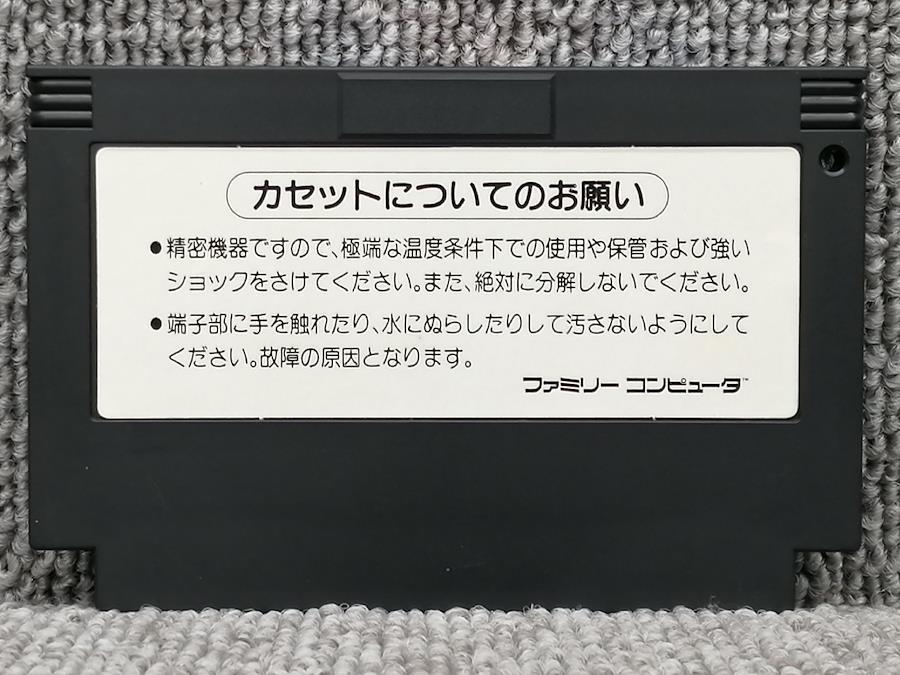 カセットについてのお願い
●精密機器ですので、極端な温度条件下での使用や保管および強い
ショックをさけてください。また、絶対に分解しないでください。
●端子部に手を触れたり、水にぬらしたりして汚さないようにして
ください。故障の原因となります。
ファミリー コンピュータ™